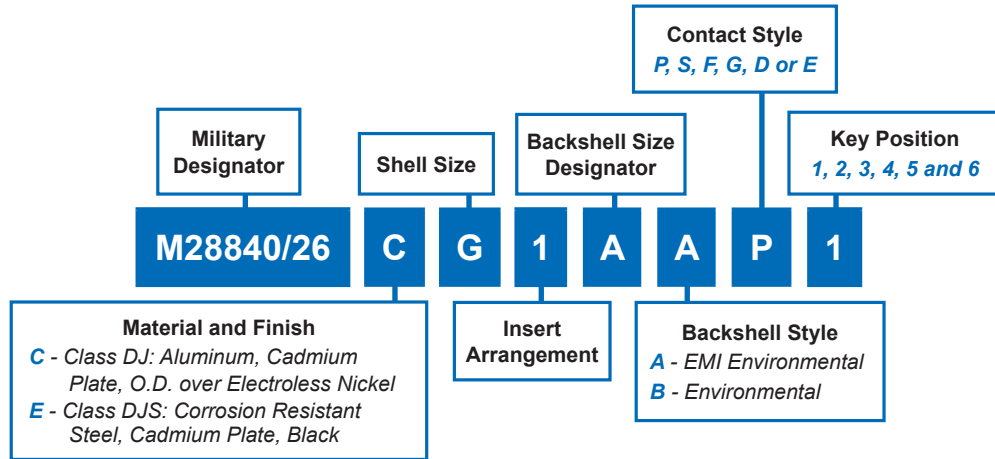 Contact Style
P, S, F, G, D or E
Military
Designator
Shell Size
Backshell Size
Designator
Key Position
1, 2, 3, 4, 5 and 6
M28840/26 C G 1 A A P 1
Material and Finish
C - Class DJ: Aluminum, Cadmium
Plate, O.D. over Electroless Nickel
E - Class DJS: Corrosion Resistant
Steel, Cadmium Plate, Black
Insert
Arrangement
Backshell Style
A - EMI Environmental
B - Environmental